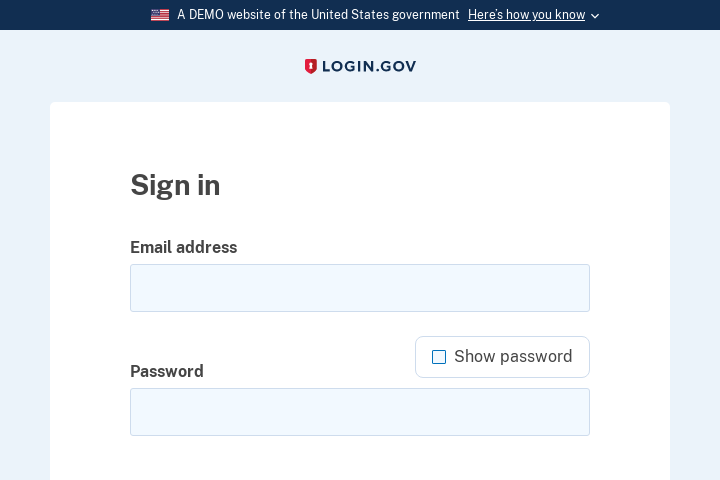 A DEMO website of the United States government Here's how you know
LOGIN.GOV
Sign in
Email address
Show password
Password